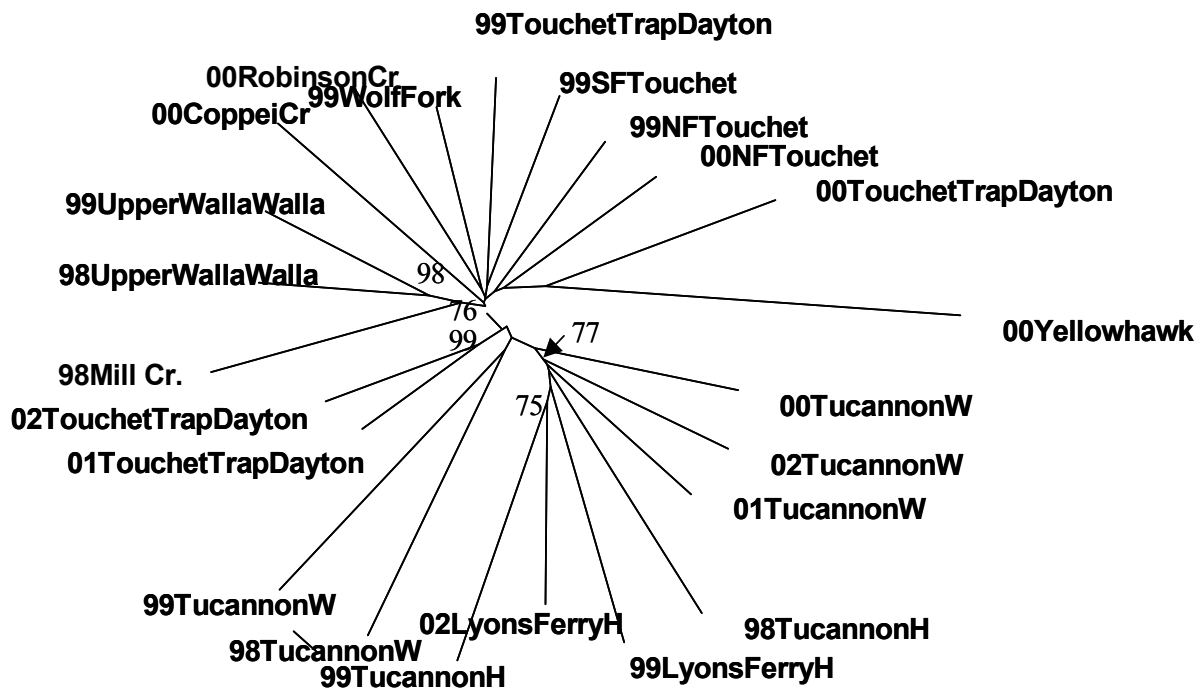 99TouchetTrapDayton
00RobinsonCr
99WolfFork
99SFTouchet
00CoppeiCr
99NFTouchet
00NFTouchet
00TouchetTrapDayton
99UpperWallaWalla
98UpperWallaWalla
98
76
99
77
00Yellowhawk
98Mill Cr.
02TouchetTrapDayton
01TouchetTrapDayton
75
00TucannonW
02TucannonW
01TucannonW
99TucannonW
98TucannonW
99TucannonH
02LyonsFerryH
99LyonsFerryH
98TucannonH